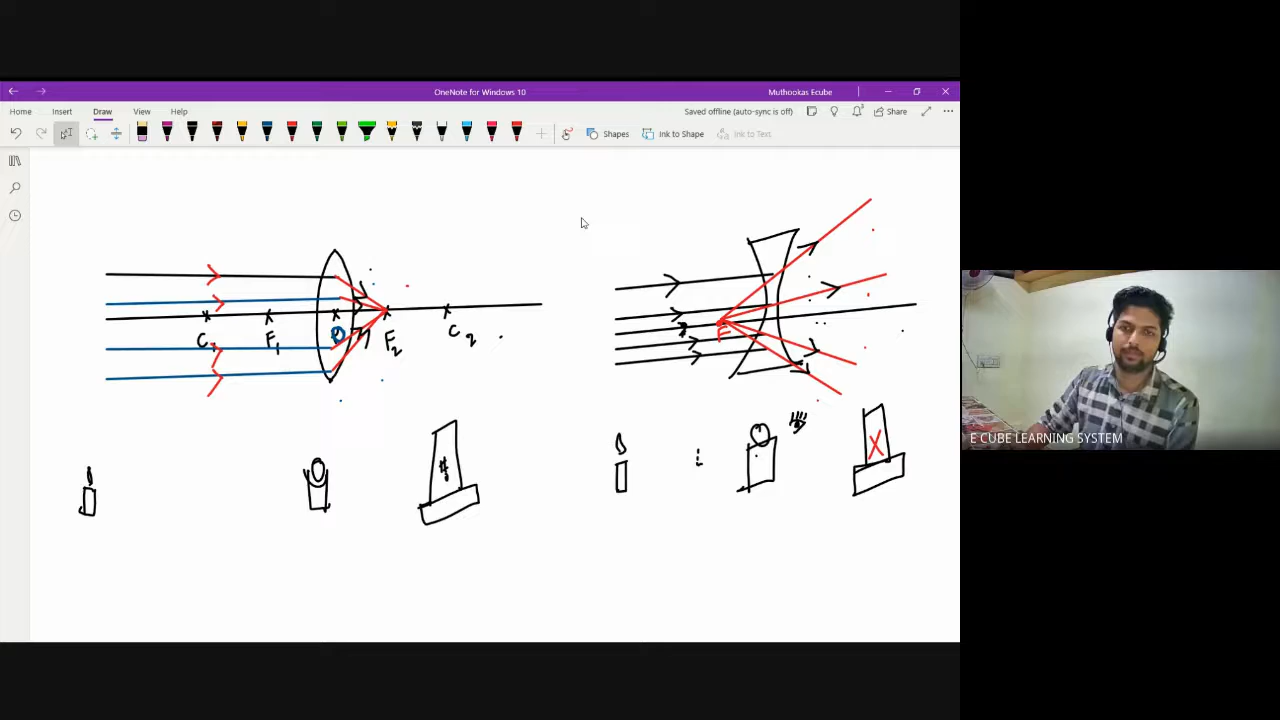 OneNote for Windows 10
Muthookas Ecube
Home Insert Draw View Help
Saved offline (auto-sync is off)
Share
Shapes
Ink to Shape
Ink to Text
C1 F1 O F2 C2
F
X
E CUBE LEARNING SYSTEM